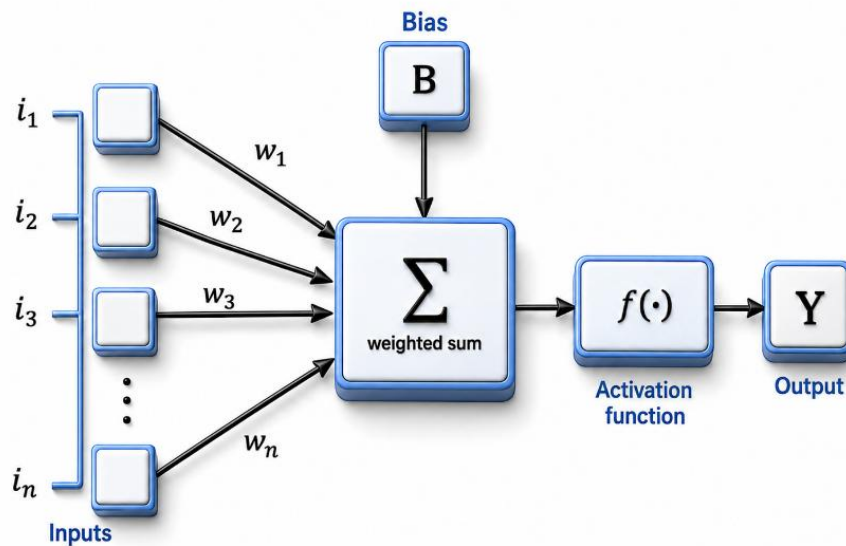 Bias
B
i₁
w₁
i₂
w₂
i₃
w₃
Σ
weighted sum
f(·)
Y
Activation
function
Output
⋮
wₙ
iₙ
Inputs